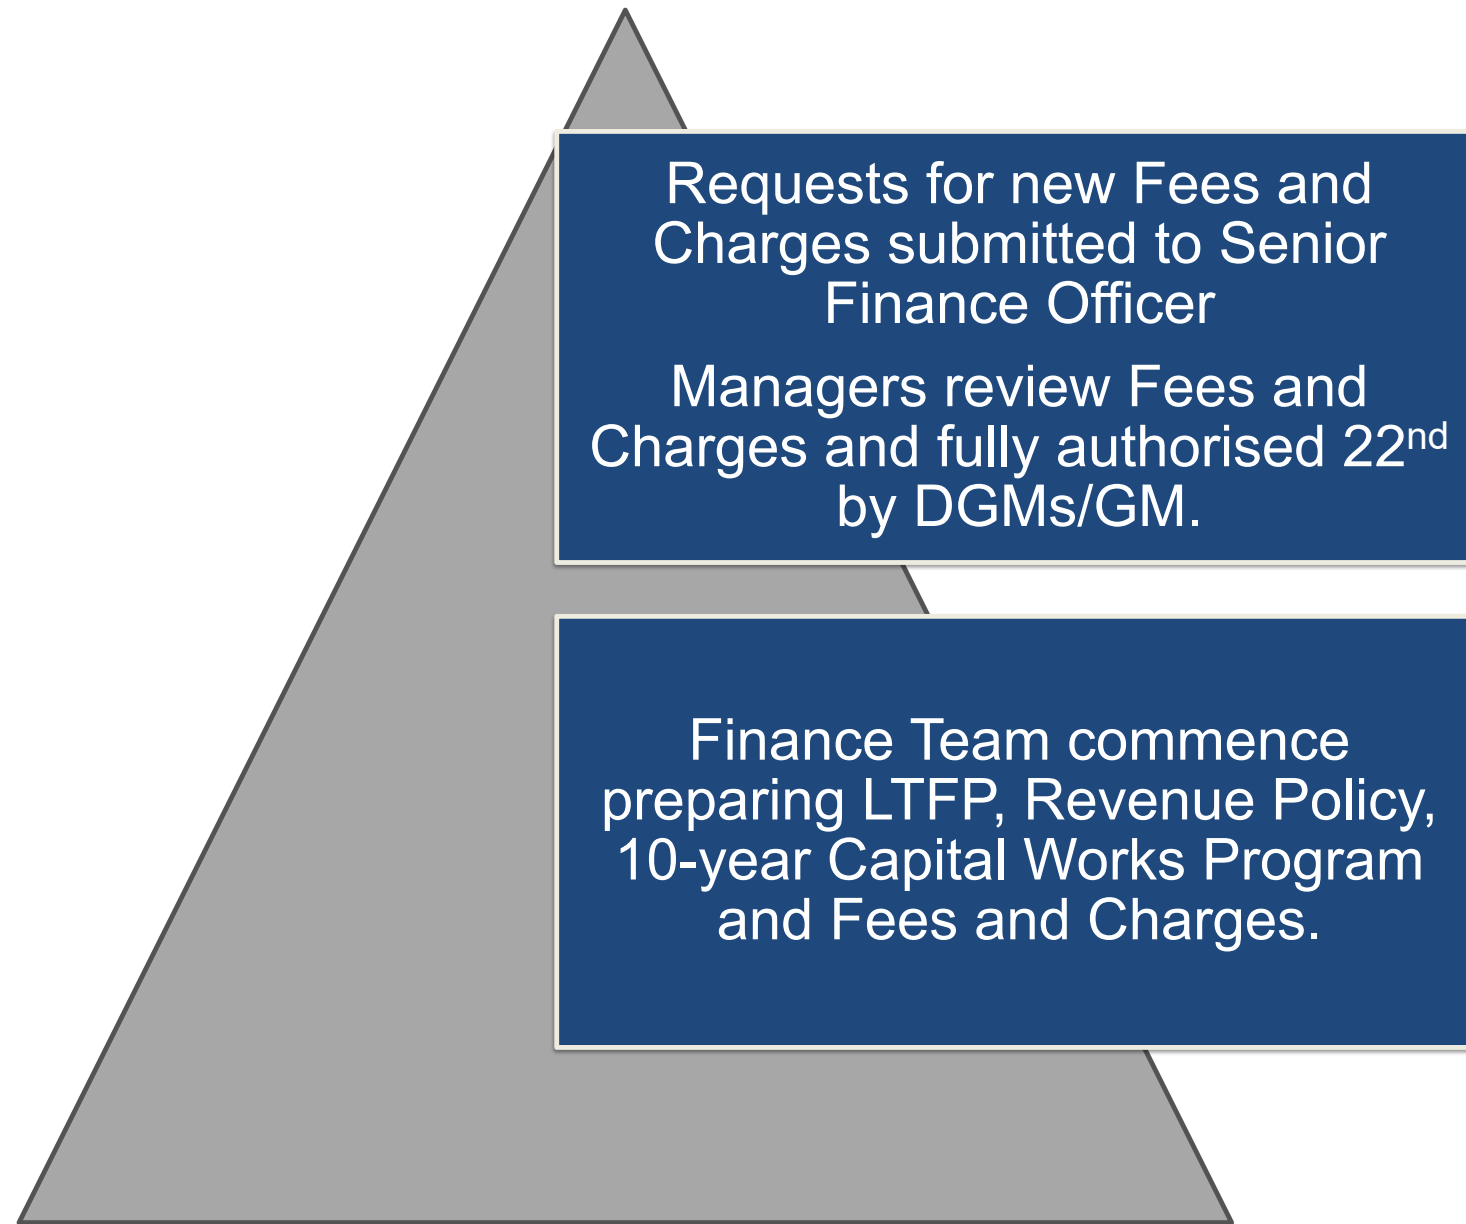 Requests for new Fees and
Charges submitted to Senior
Finance Officer
Managers review Fees and
Charges and fully authorised 22nd
by DGMs/GM.
Finance Team commence
preparing LTFP, Revenue Policy,
10-year Capital Works Program
and Fees and Charges.